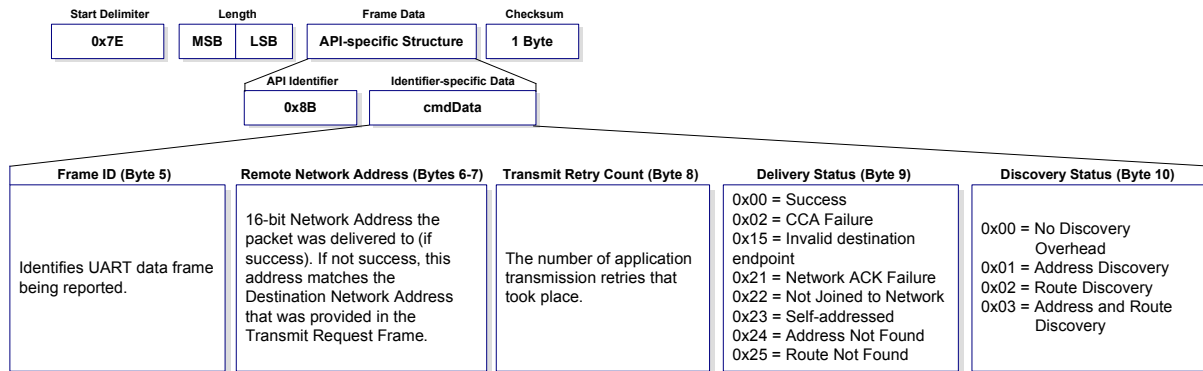 Start Delimiter Length Frame Data Checksum
0x7E MSB LSB API-specific Structure 1 Byte
API Identifier Identifier-specific Data
0x8B cmdData
Frame ID (Byte 5)
Identifies UART data frame
being reported.
Remote Network Address (Bytes 6-7)
16-bit Network Address the
packet was delivered to (if
success). If not success, this
address matches the
Destination Network Address
that was provided in the
Transmit Request Frame.
Transmit Retry Count (Byte 8)
The number of application
transmission retries that
took place.
Delivery Status (Byte 9)
0x00 = Success
0x02 = CCA Failure
0x15 = Invalid destination
endpoint
0x21 = Network ACK Failure
0x22 = Not Joined to Network
0x23 = Self-addressed
0x24 = Address Not Found
0x25 = Route Not Found
Discovery Status (Byte 10)
0x00 = No Discovery
Overhead
0x01 = Address Discovery
0x02 = Route Discovery
0x03 = Address and Route
Discovery